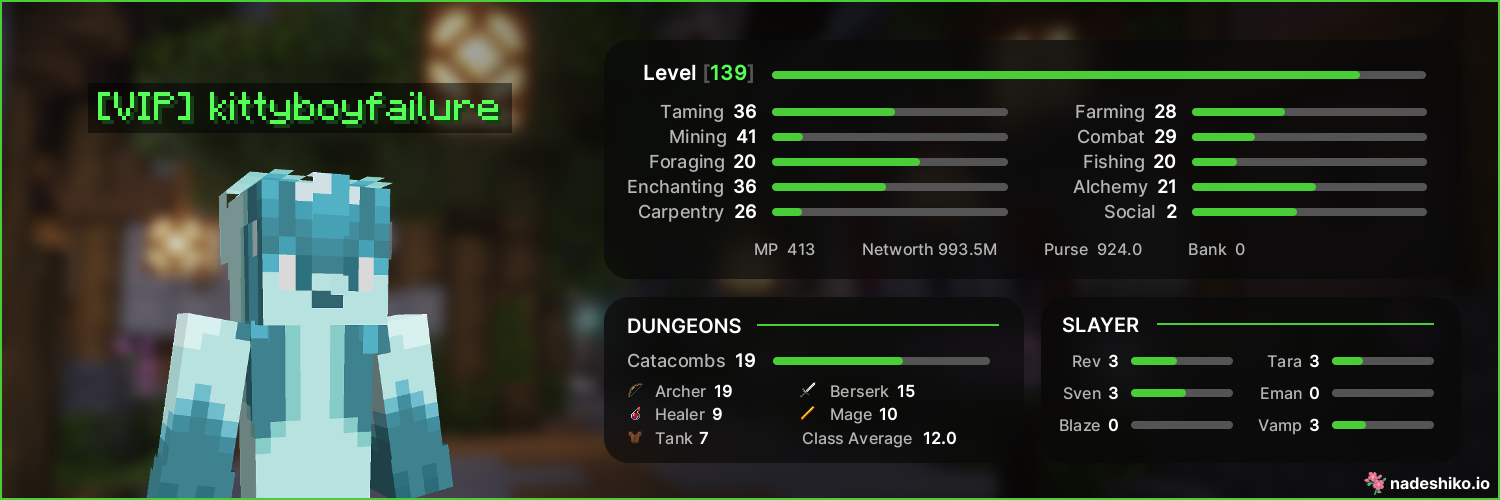 [VIP] kittyboyfailure
Level [139]
Taming 36
Farming 28
Mining 41
Combat 29
Foraging 20
Fishing 20
Enchanting 36
Alchemy 21
Carpentry 26
Social 2
MP 413 Networth 993.5M Purse 924.0 Bank 0
DUNGEONS
Catacombs 19
Archer 19 Berserk 15
Healer 9 Mage 10
Tank 7 Class Average 12.0
SLAYER
Rev 3 Tara 3
Sven 3 Eman 0
Blaze 0 Vamp 3
nadeshiko.io